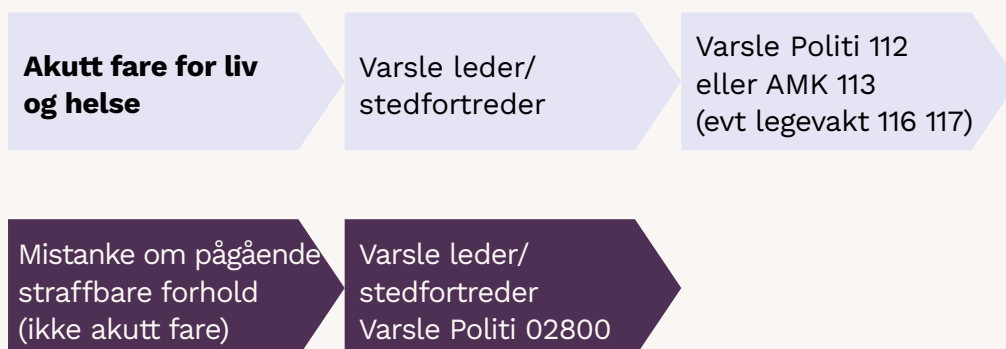 Akutt fare for liv
og helse
Varsle leder/
stedfortreder
Varsle Politi 112
eller AMK 113
(evt legevakt 116 117)
Mistanke om pågående
straffbare forhold
(ikke akutt fare)
Varsle leder/
stedfortreder
Varsle Politi 02800